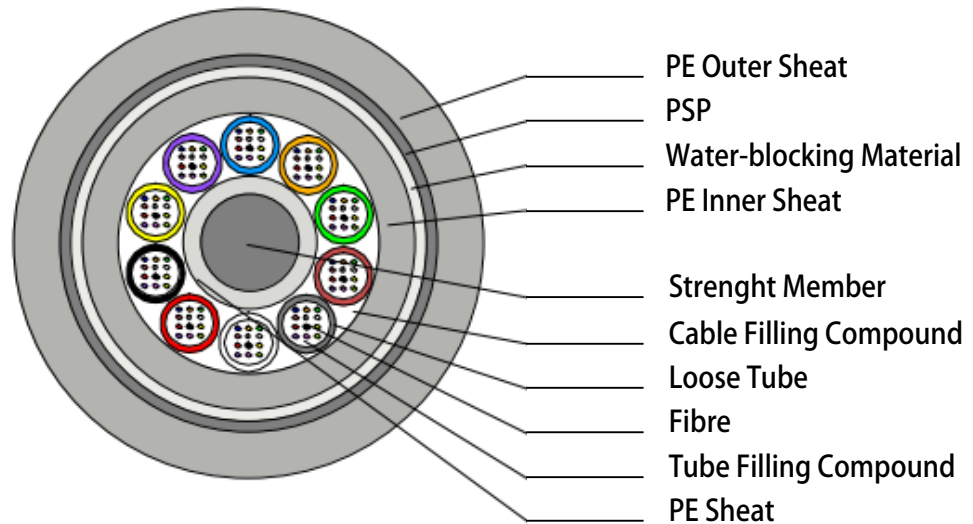 PE Outer Sheat
PSP
Water-blocking Material
PE Inner Sheat
Strenght Member
Cable Filling Compound
Loose Tube
Fibre
Tube Filling Compound
PE Sheat